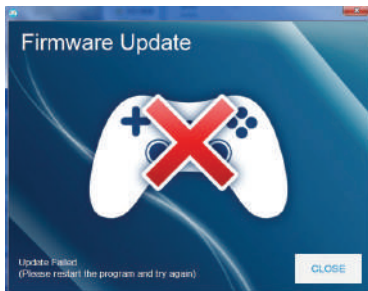 Firmware Update
Update Failed
(Please restart the program and try again)
CLOSE